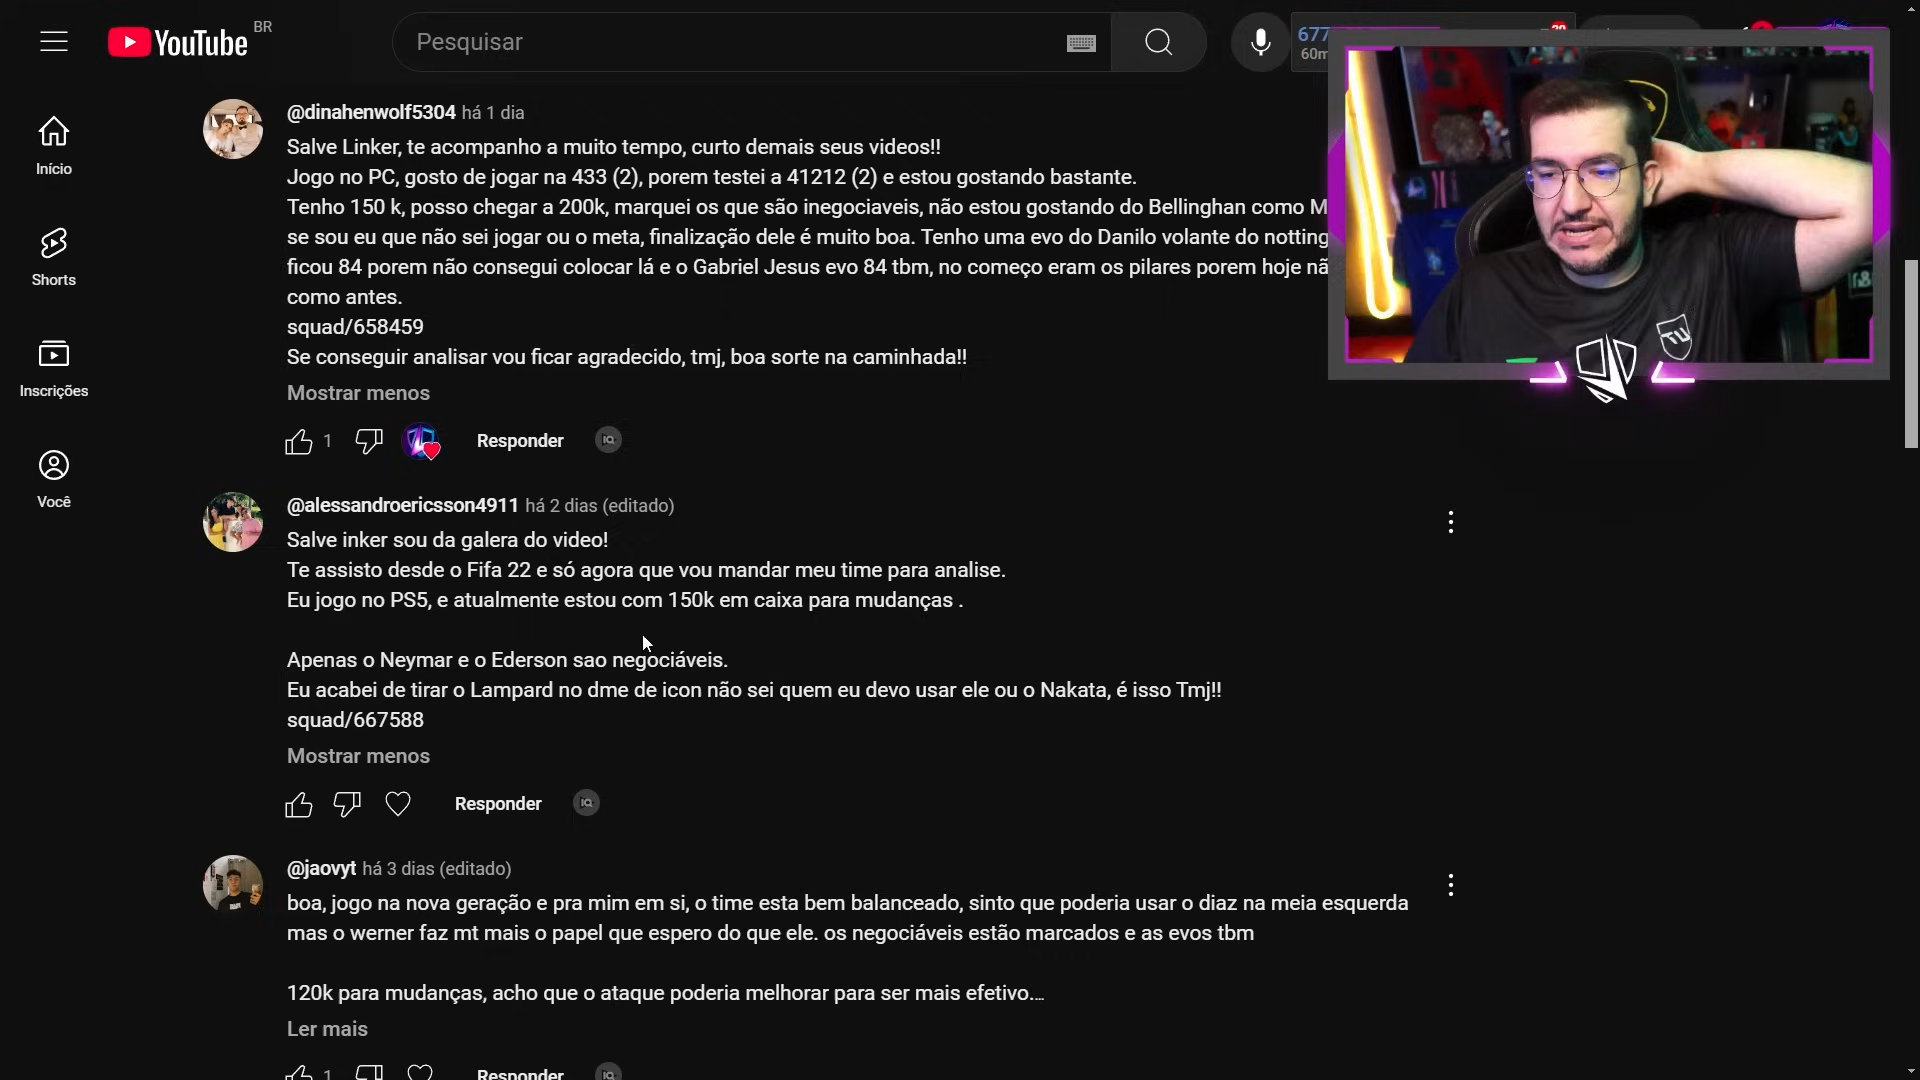 YouTube BR
Pesquisar
677
20
60m
Início
Shorts
Inscrições
Você
@dinahenwolf5304 há 1 dia
Salve Linker, te acompanho a muito tempo, curto demais seus videos!!
Jogo no PC, gosto de jogar na 433 (2), porem testei a 41212 (2) e estou gostando bastante.
Tenho 150 k, posso chegar a 200k, marquei os que são inegociaveis, não estou gostando do Bellinghan como M
se sou eu que não sei jogar ou o meta, finalização dele é muito boa. Tenho uma evo do Danilo volante do notting
ficou 84 porem não consegui colocar lá e o Gabriel Jesus evo 84 tbm, no começo eram os pilares porem hoje nã
como antes.
squad/658459
Se conseguir analisar vou ficar agradecido, tmj, boa sorte na caminhada!!
Mostrar menos
1 Responder
@alessandroericsson4911 há 2 dias (editado)
Salve inker sou da galera do video!
Te assisto desde o Fifa 22 e só agora que vou mandar meu time para analise.
Eu jogo no PS5, e atualmente estou com 150k em caixa para mudanças .
Apenas o Neymar e o Ederson sao negociáveis.
Eu acabei de tirar o Lampard no dme de icon não sei quem eu devo usar ele ou o Nakata, é isso Tmj!!
squad/667588
Mostrar menos
Responder
@jaovyt há 3 dias (editado)
boa, jogo na nova geração e pra mim em si, o time esta bem balanceado, sinto que poderia usar o diaz na meia esquerda
mas o werner faz mt mais o papel que espero do que ele. os negociáveis estão marcados e as evos tbm
120k para mudanças, acho que o ataque poderia melhorar para ser mais efetivo...
Ler mais
1 Responder